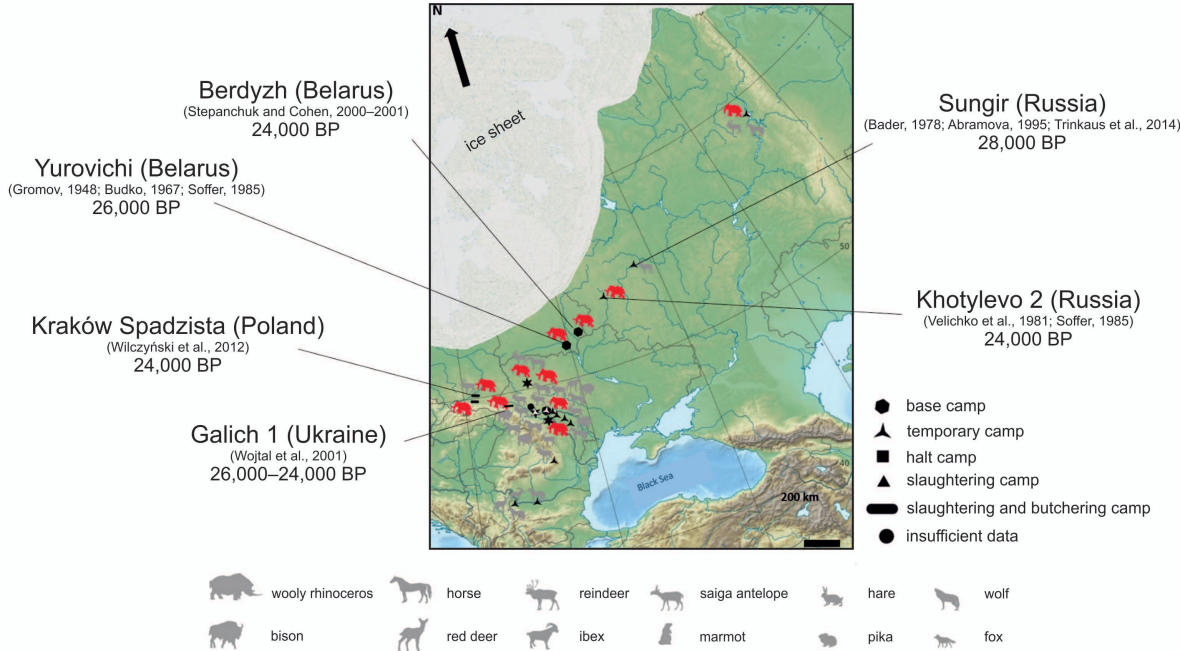 N
ice sheet
Berdyzh (Belarus)
(Stepanchuk and Cohen, 2000–2001)
24,000 BP
Sungir (Russia)
(Bader, 1978; Abramova, 1995; Trinkaus et al., 2014)
28,000 BP
Yurovichi (Belarus)
(Gromov, 1948; Budko, 1967; Soffer, 1985)
26,000 BP
50
Khotylevo 2 (Russia)
(Velichko et al., 1981; Soffer, 1985)
24,000 BP
Kraków Spadzista (Poland)
(Wilczyński et al., 2012)
24,000 BP
Galich 1 (Ukraine)
(Wojtal et al., 2001)
26,000–24,000 BP
40
Black Sea
200 km
base camp
temporary camp
halt camp
slaughtering camp
slaughtering and butchering camp
insufficient data
wooly rhinoceros
horse
reindeer
saiga antelope
hare
wolf
bison
red deer
ibex
marmot
pika
fox